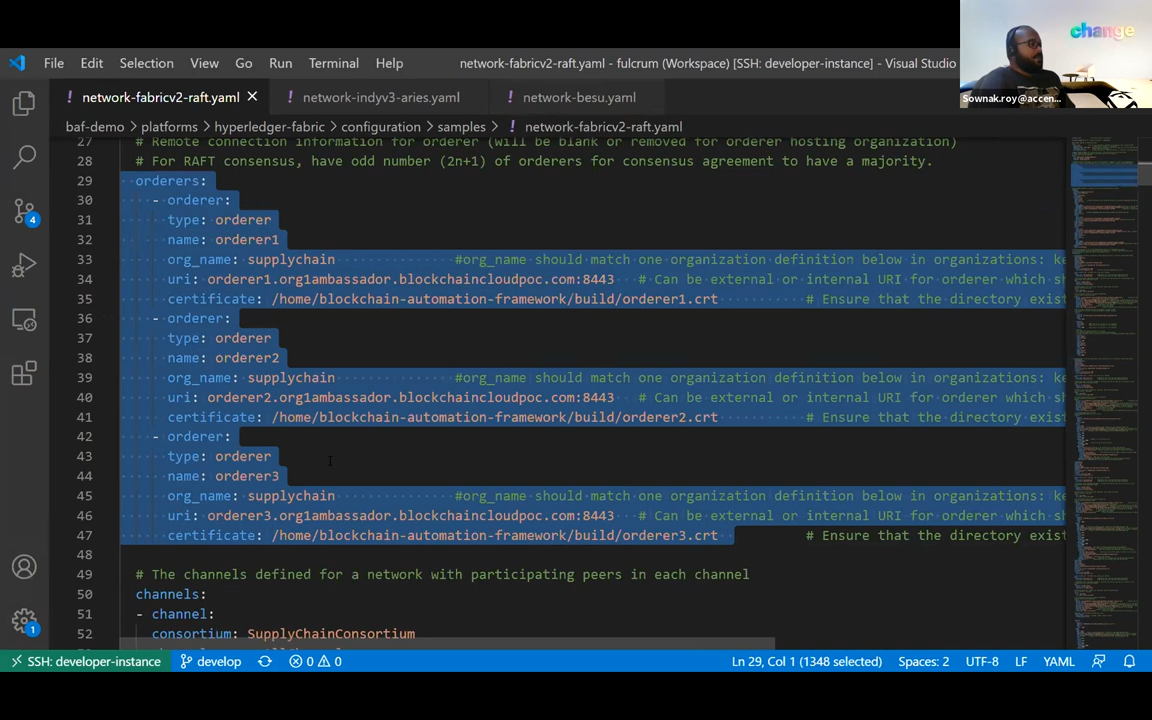 change
Sownak.roy@accen...
File Edit Selection View Go Run Terminal Help network-fabricv2-raft.yaml - fulcrum (Workspace) [SSH: developer-instance] - Visual Studio
! network-fabricv2-raft.yaml ! network-indyv3-aries.yaml ! network-besu.yaml
baf-demo > platforms > hyperledger-fabric > configuration > samples > ! network-fabricv2-raft.yaml
27 # Remote connection information for orderer (will be blank or removed for orderer hosting organization)
28 # For RAFT consensus, have odd number (2n+1) of orderers for consensus agreement to have a majority.
29 orderers:
30 - orderer:
31 type: orderer
32 name: orderer1
33 org_name: supplychain #org_name should match one organization definition below in organizations: ke
34 uri: orderer1.org1ambassador.blockchaincloudpoc.com:8443 # Can be external or internal URI for orderer which sh
35 certificate: /home/blockchain-automation-framework/build/orderer1.crt # Ensure that the directory exist
36 - orderer:
37 type: orderer
38 name: orderer2
39 org_name: supplychain #org_name should match one organization definition below in organizations: ke
40 uri: orderer2.org1ambassador.blockchaincloudpoc.com:8443 # Can be external or internal URI for orderer which sh
41 certificate: /home/blockchain-automation-framework/build/orderer2.crt # Ensure that the directory exist
42 - orderer:
43 type: orderer
44 name: orderer3
45 org_name: supplychain #org_name should match one organization definition below in organizations: ke
46 uri: orderer3.org1ambassador.blockchaincloudpoc.com:8443 # Can be external or internal URI for orderer which sh
47 certificate: /home/blockchain-automation-framework/build/orderer3.crt # Ensure that the directory exist
48
49 # The channels defined for a network with participating peers in each channel
50 channels:
51 - channel:
52 consortium: SupplyChainConsortium
4
1
SSH: developer-instance develop 0 0 Ln 29, Col 1 (1348 selected) Spaces: 2 UTF-8 LF YAML